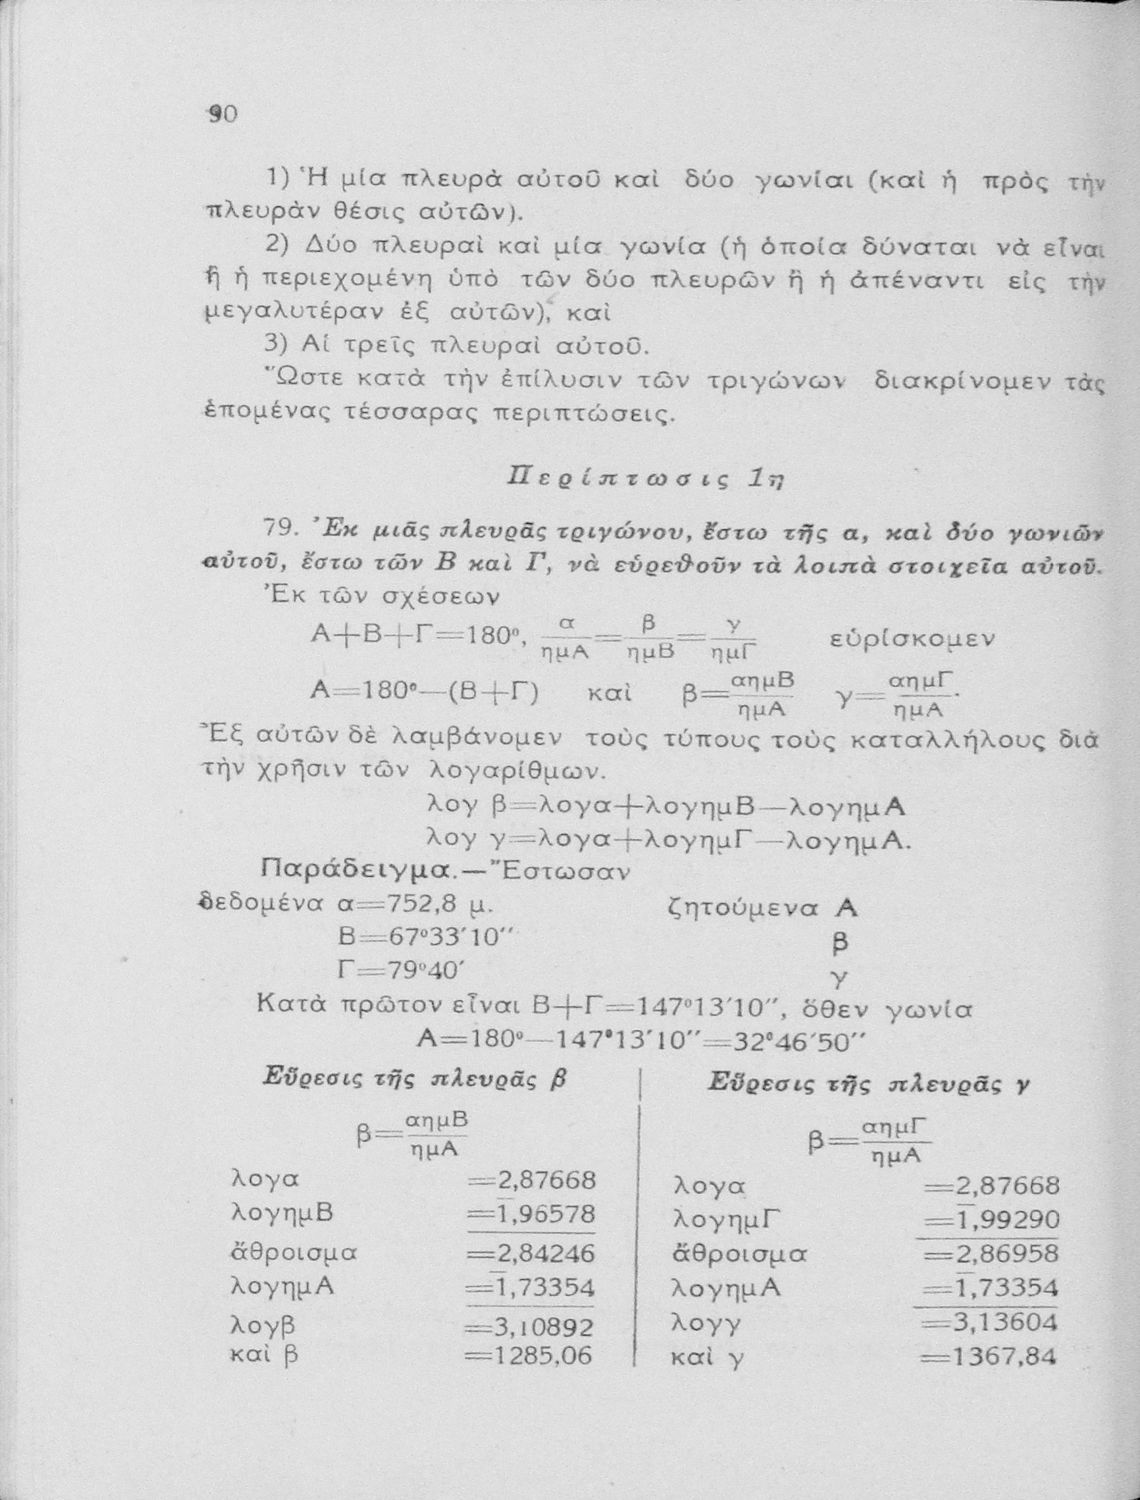 90
1) Ἡ μία πλευρὰ αὐτοῦ καὶ δύο γωνίαι (καὶ ἡ πρὸς τὴν
πλευρὰν θέσις αὐτῶν).
2) Δύο πλευραὶ καὶ μία γωνία (ἡ ὁποία δύναται νὰ εἶναι
ἢ ἡ περιεχομένη ὑπὸ τῶν δύο πλευρῶν ἢ ἡ ἀπέναντι εἰς τὴν
μεγαλυτέραν ἐξ αὐτῶν), καὶ
3) Αἱ τρεῖς πλευραὶ αὐτοῦ.
Ὥστε κατὰ τὴν ἐπίλυσιν τῶν τριγώνων διακρίνομεν τὰς
ἑπομένας τέσσαρας περιπτώσεις.
Περίπτωσις 1η
79. Ἐκ μιᾶς πλευρᾶς τριγώνου, ἔστω τῆς α, καὶ δύο γωνιῶν
αὐτοῦ, ἔστω τῶν Β καὶ Γ, νὰ εὑρεθοῦν τὰ λοιπὰ στοιχεῖα αὐτοῦ.
Ἐκ τῶν σχέσεων
Α+Β+Γ=180°, α/ημΑ=β/ημΒ=γ/ημΓ εὑρίσκομεν
Α=180°—(Β+Γ) καὶ β=αημΒ/ημΑ γ=αημΓ/ημΑ.
Ἐξ αὐτῶν δὲ λαμβάνομεν τοὺς τύπους τοὺς καταλλήλους διὰ
τὴν χρῆσιν τῶν λογαρίθμων.
λογ β=λογα+λογημΒ—λογημΑ
λογ γ=λογα+λογημΓ—λογημΑ.
Παράδειγμα.—Ἔστωσαν
δεδομένα α=752,8 μ. ζητούμενα Α
Β=67°33′10″ β
Γ=79°40′ γ
Κατὰ πρῶτον εἶναι Β+Γ=147°13′10″, ὅθεν γωνία
Α=180°—147°13′10″=32°46′50″
Εὕρεσις τῆς πλευρᾶς β
β=αημΒ/ημΑ
λογα =2,87668
λογημΒ =1̅,96578
ἄθροισμα =2,84246
λογημΑ =1̅,73354
λογβ =3,10892
καὶ β =1285,06
Εὕρεσις τῆς πλευρᾶς γ
β=αημΓ/ημΑ
λογα =2,87668
λογημΓ =1̅,99290
ἄθροισμα =2,86958
λογημΑ =1̅,73354
λογγ =3,13604
καὶ γ =1367,84